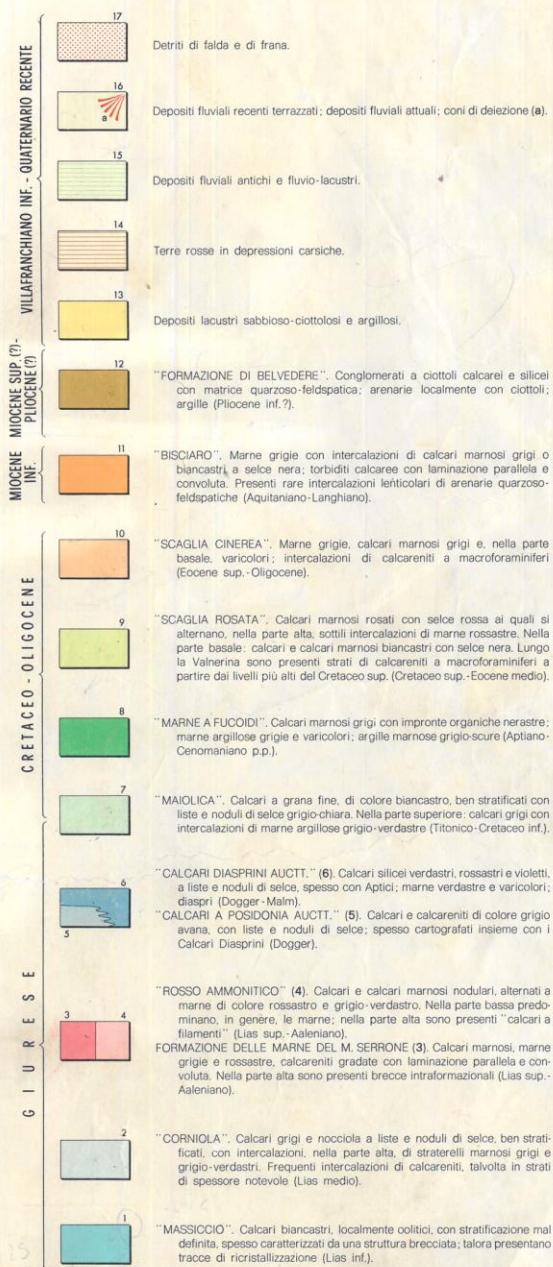 17
Detriti di falda e di frana.
16
a
Depositi fluviali recenti terrazzati; depositi fluviali attuali; coni di deiezione (a).
15
Depositi fluviali antichi e fluvio-lacustri.
14
Terre rosse in depressioni carsiche.
13
Depositi lacustri sabbioso-ciottolosi e argillosi.
VILLAFRANCHIANO INF. - QUATERNARIO RECENTE
12
"FORMAZIONE DI BELVEDERE". Conglomerati a ciottoli calcarei e silicei
con matrice quarzoso-feldspatica; arenarie localmente con ciottoli;
argille (Pliocene inf.?).
MIOCENE SUP. (?)-
PLIOCENE (?)
11
"BISCIARO". Marne grigie con intercalazioni di calcari marnosi grigi o
biancastri a selce nera; torbiditi calcaree con laminazione parallela e
convoluta. Presenti rare intercalazioni lenticolari di arenarie quarzoso-
feldspatiche (Aquitaniano-Langhiano).
MIOCENE
INF.
10
"SCAGLIA CINEREA". Marne grigie, calcari marnosi grigi e, nella parte
basale, varicolori; intercalazioni di calcareniti a macroforaminiferi
(Eocene sup.-Oligocene).
9
"SCAGLIA ROSATA". Calcari marnosi rosati con selce rossa ai quali si
alternano, nella parte alta, sottili intercalazioni di marne rossastre. Nella
parte basale: calcari e calcari marnosi biancastri con selce nera. Lungo
la Valnerina sono presenti strati di calcareniti a macroforaminiferi a
partire dai livelli più alti del Cretaceo sup. (Cretaceo sup.-Eocene medio).
8
"MARNE A FUCOIDI". Calcari marnosi grigi con impronte organiche nerastre;
marne argillose grigie e varicolori; argille marnose grigio-scure (Aptiano-
Cenomaniano p.p.).
CRETACEO - OLIGOCENE
7
"MAIOLICA". Calcari a grana fine, di colore biancastro, ben stratificati con
liste e noduli di selce grigio-chiara. Nella parte superiore: calcari grigi con
intercalazioni di marne argillose grigio-verdastre (Titonico-Cretaceo inf.).
6
5
"CALCARI DIASPRINI AUCTT." (6). Calcari silicei verdastri, rossastri e violetti,
a liste e noduli di selce, spesso con Aptici; marne verdastre e varicolori;
diaspri (Dogger-Malm).
"CALCARI A POSIDONIA AUCTT." (5). Calcari e calcareniti di colore grigio
avana, con liste e noduli di selce; spesso cartografati insieme con i
Calcari Diasprini (Dogger).
3 4
"ROSSO AMMONITICO" (4). Calcari e calcari marnosi nodulari, alternati a
marne di colore rossastro e grigio-verdastro. Nella parte bassa predo-
minano, in genere, le marne; nella parte alta sono presenti "calcari a
filamenti" (Lias sup.-Aaleniano).
FORMAZIONE DELLE MARNE DEL M. SERRONE (3). Calcari marnosi, marne
grigie e rossastre, calcareniti gradate con laminazione parallela e con-
voluta. Nella parte alta sono presenti brecce intraformazionali (Lias sup.-
Aaleniano).
2
"CORNIOLA". Calcari grigi e nocciola a liste e noduli di selce, ben strati-
ficati, con intercalazioni, nella parte alta, di straterelli marnosi grigi e
grigio-verdastri. Frequenti intercalazioni di calcareniti, talvolta in strati
di spessore notevole (Lias medio).
1
"MASSICCIO". Calcari biancastri, localmente oolitici, con stratificazione mal
definita, spesso caratterizzati da una struttura brecciata; talora presentano
tracce di ricristallizzazione (Lias inf.).
GIURESE